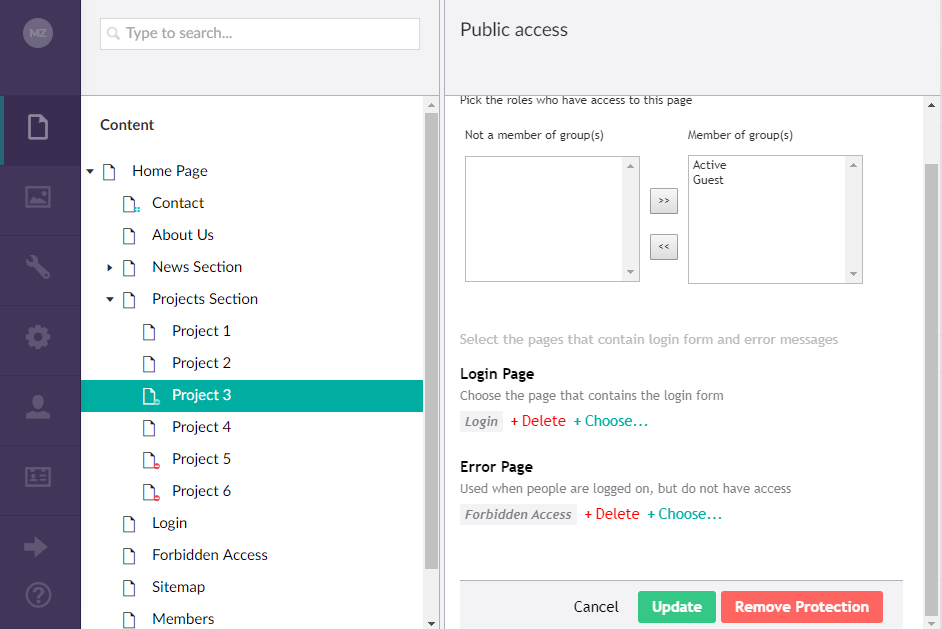 MZ
Type to search...
Content
Home Page
Contact
About Us
News Section
Projects Section
Project 1
Project 2
Project 3
Project 4
Project 5
Project 6
Login
Forbidden Access
Sitemap
Members
Public access
Pick the roles who have access to this page
Not a member of group(s)
Member of group(s)
Active
Guest
>>
<<
Select the pages that contain login form and error messages
Login Page
Choose the page that contains the login form
Login + Delete + Choose...
Error Page
Used when people are logged on, but do not have access
Forbidden Access + Delete + Choose...
Cancel Update Remove Protection